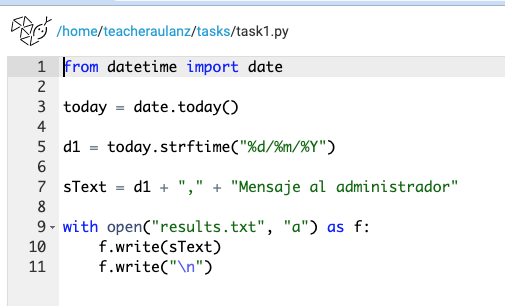 /home/teacheraulanz/tasks/task1.py
1 from datetime import date
2
3 today = date.today()
4
5 d1 = today.strftime("%d/%m/%Y")
6
7 sText = d1 + "," + "Mensaje al administrador"
8
9 with open("results.txt", "a") as f:
10     f.write(sText)
11     f.write("\n")